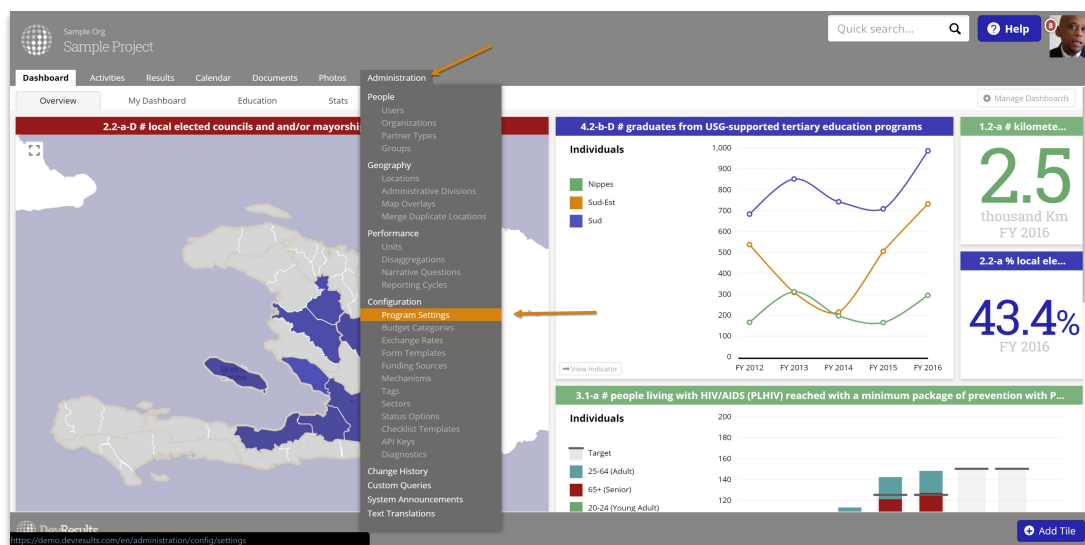 Sample Org
Sample Project
Quick search...
? Help
8
Dashboard Activities Results Calendar Documents Photos Administration
Overview My Dashboard Education Stats
Manage Dashboards
People
Users
Organizations
Partner Types
Groups
Geography
Locations
Administrative Divisions
Map Overlays
Merge Duplicate Locations
Performance
Units
Disaggregations
Narrative Questions
Reporting Cycles
Configuration
Program Settings
Budget Categories
Exchange Rates
Form Templates
Funding Sources
Mechanisms
Tags
Sectors
Status Options
Checklist Templates
API Keys
Diagnostics
Change History
Custom Queries
System Announcements
Text Translations
2.2-a-D # local elected councils and and/or mayorshi
4.2-b-D # graduates from USG-supported tertiary education programs
Individuals
Nippes
Sud-Est
Sud
1,000
900
800
700
600
500
400
300
200
100
0
FY 2012 FY 2013 FY 2014 FY 2015 FY 2016
View Indicator
1.2-a # kilomete...
2.5
thousand Km
FY 2016
2.2-a % local ele...
43.4%
FY 2016
3.1-a # people living with HIV/AIDS (PLHIV) reached with a minimum package of prevention with P...
Individuals
Target
25-64 (Adult)
65+ (Senior)
20-24 (Young Adult)
200
180
160
140
120
DevResults
https://demo.devresults.com/en/administration/config/settings
Add Tile